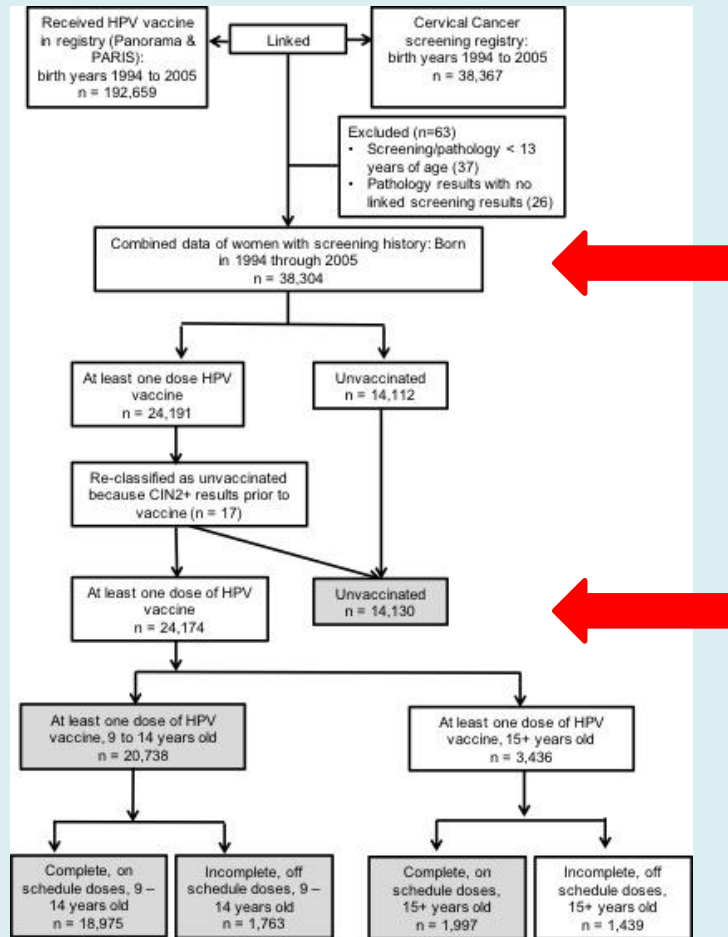 Received HPV vaccine
in registry (Panorama &
PARIS):
birth years 1994 to 2005
n = 192,659
Linked
Cervical Cancer
screening registry:
birth years 1994 to 2005
n = 38,367
Excluded (n=63)
• Screening/pathology < 13
years of age (37)
• Pathology results with no
linked screening results (26)
Combined data of women with screening history: Born
in 1994 through 2005
n = 38,304
At least one dose HPV
vaccine
n = 24,191
Unvaccinated
n = 14,112
Re-classified as unvaccinated
because CIN2+ results prior to
vaccine (n = 17)
At least one dose of HPV
vaccine
n = 24,174
Unvaccinated
n = 14,130
At least one dose of HPV
vaccine, 9 to 14 years old
n = 20,738
At least one dose of HPV
vaccine, 15+ years old
n = 3,436
Complete, on
schedule doses, 9 –
14 years old
n = 18,975
Incomplete, off
schedule doses, 9 –
14 years old
n = 1,763
Complete, on
schedule doses,
15+ years old
n = 1,997
Incomplete, off
schedule doses,
15+ years old
n = 1,439